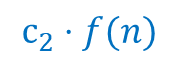 c₂ · f(n)